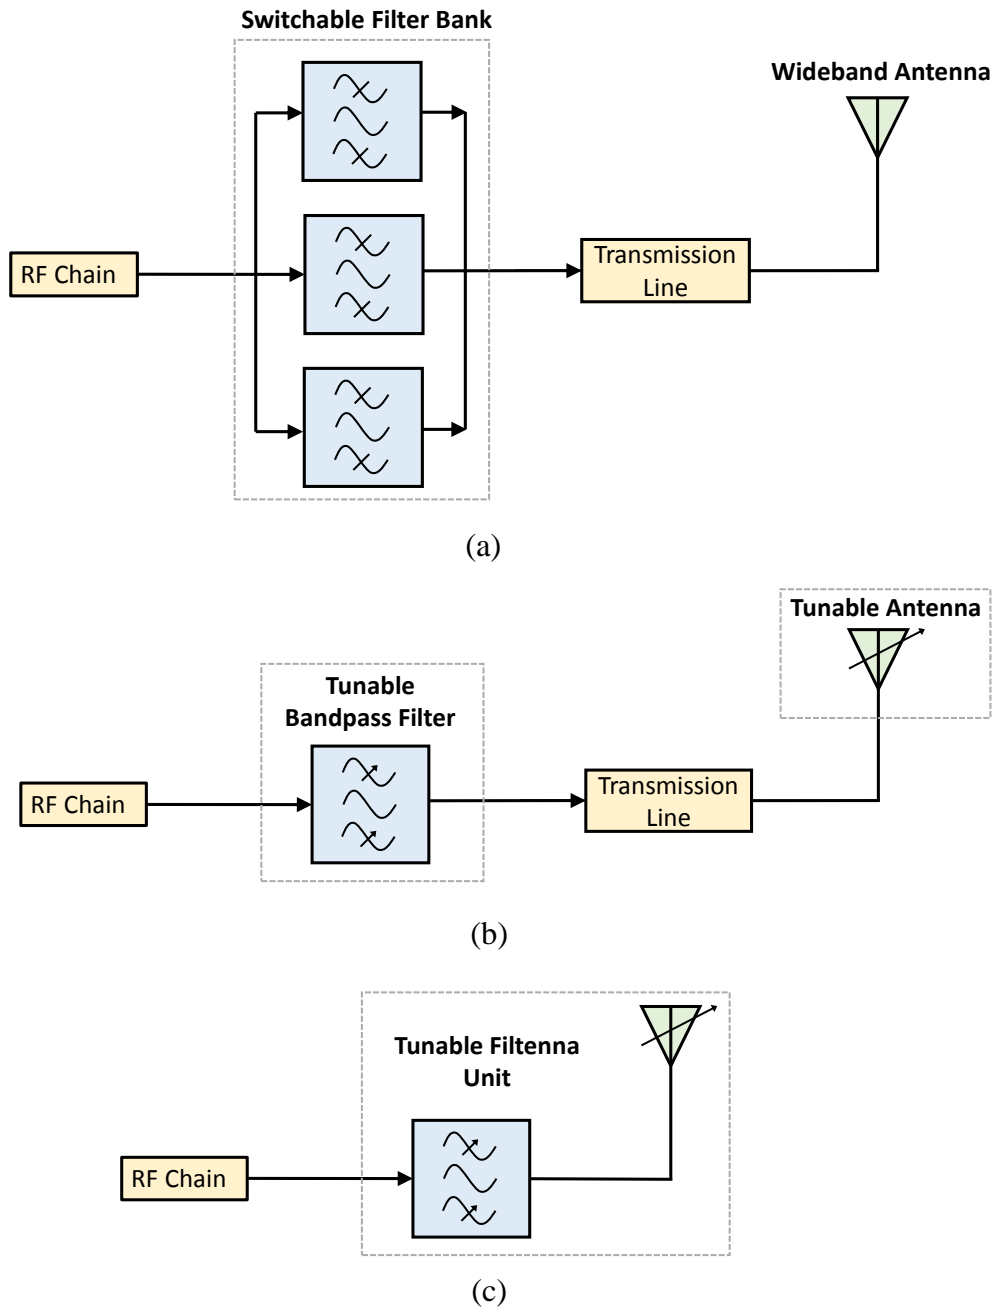 Switchable Filter Bank
Wideband Antenna
RF Chain
Transmission
Line
(a)
Tunable Antenna
Tunable
Bandpass Filter
RF Chain
Transmission
Line
(b)
Tunable Filtenna
Unit
RF Chain
(c)